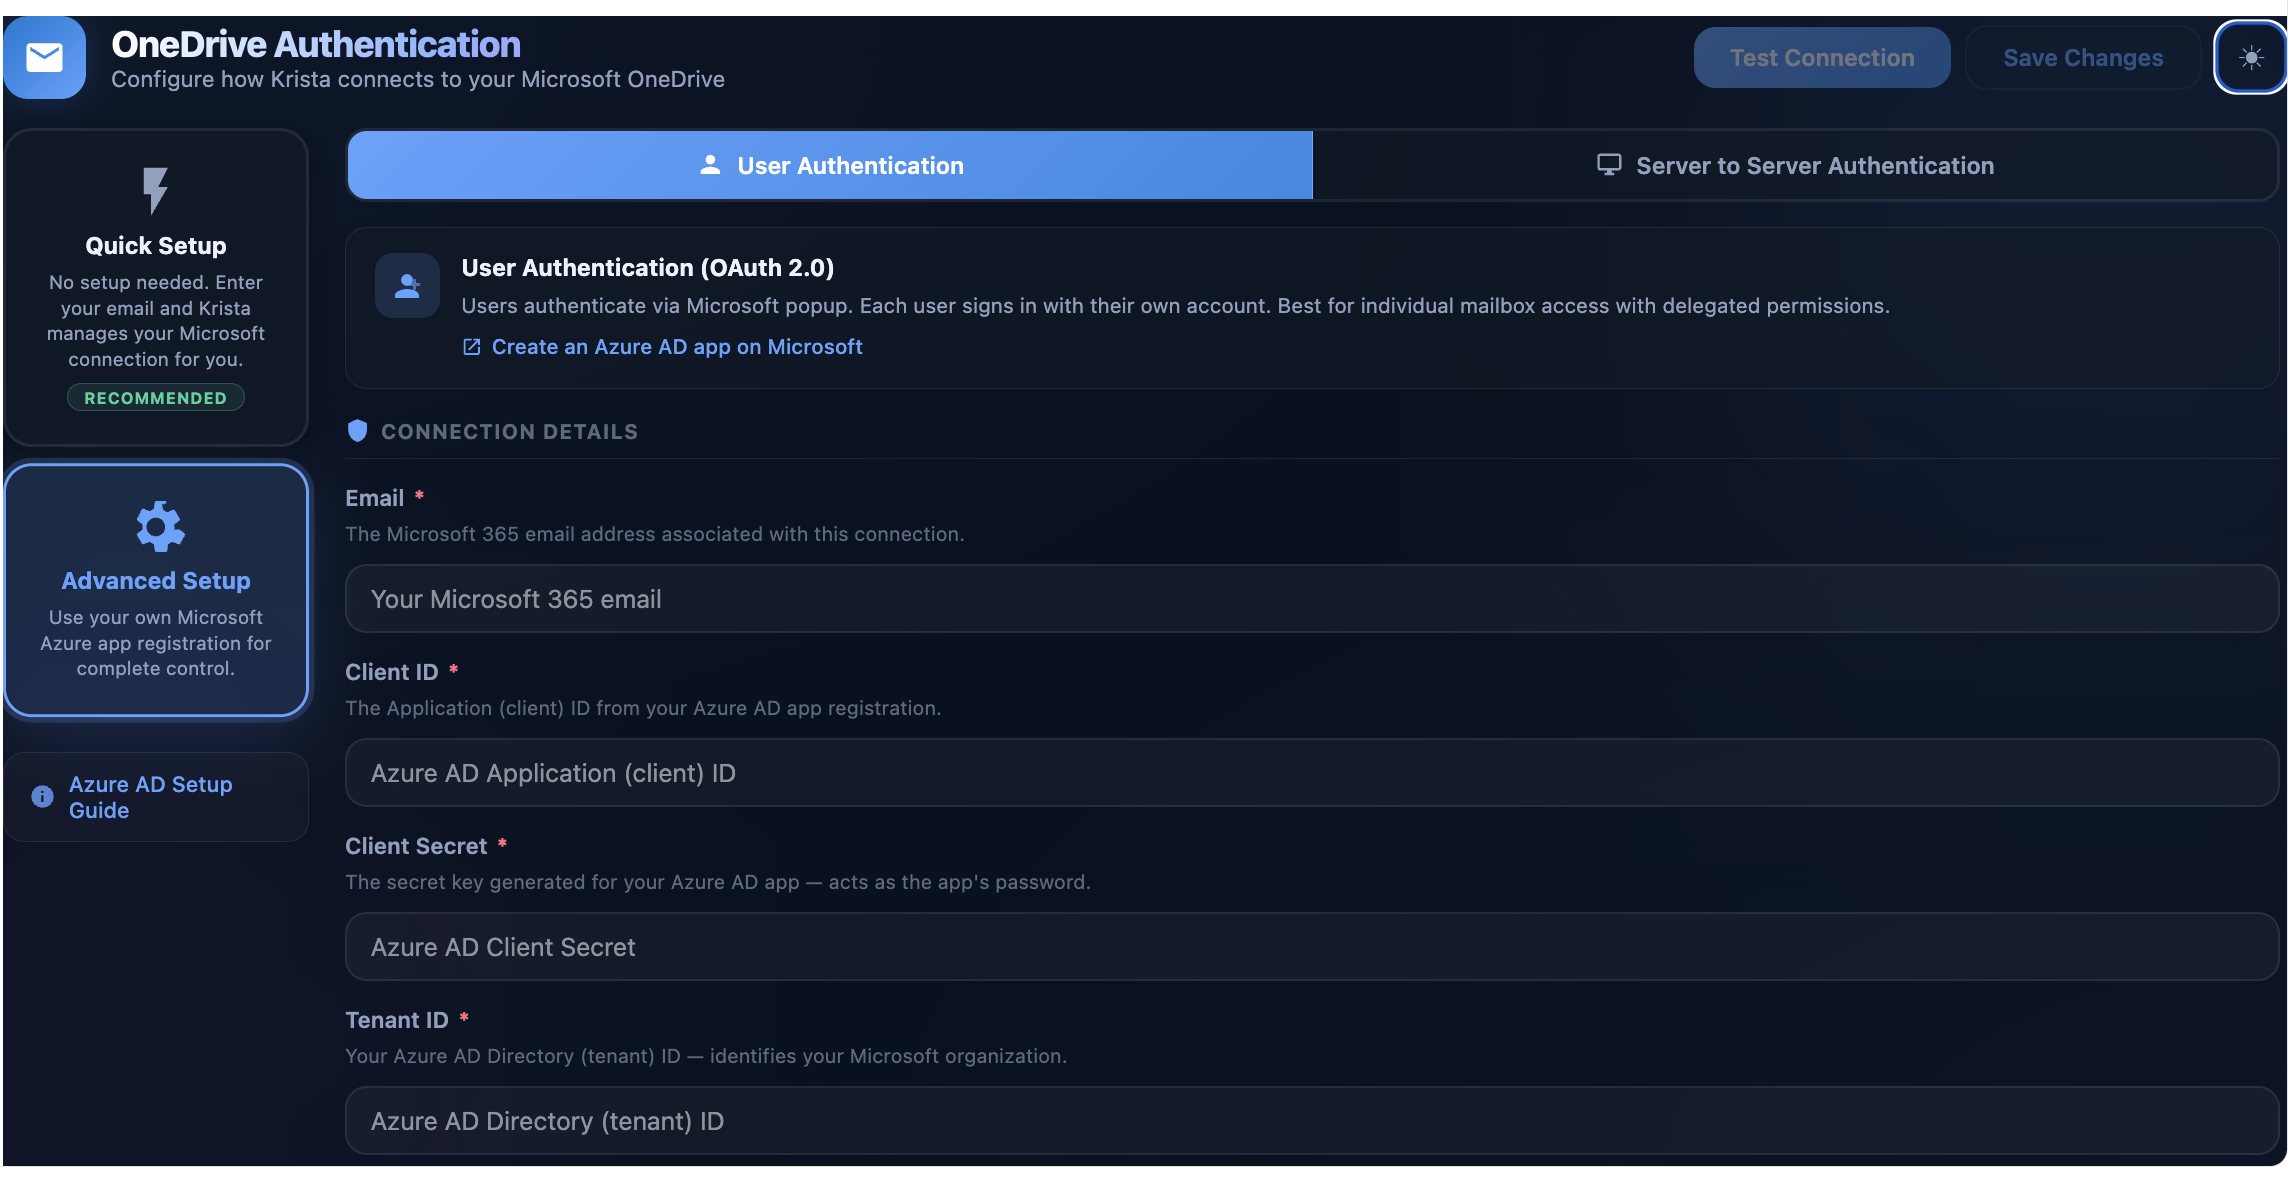 OneDrive Authentication
Configure how Krista connects to your Microsoft OneDrive
Test Connection
Save Changes
Quick Setup
No setup needed. Enter
your email and Krista
manages your Microsoft
connection for you.
RECOMMENDED
Advanced Setup
Use your own Microsoft
Azure app registration for
complete control.
Azure AD Setup
Guide
User Authentication
Server to Server Authentication
User Authentication (OAuth 2.0)
Users authenticate via Microsoft popup. Each user signs in with their own account. Best for individual mailbox access with delegated permissions.
Create an Azure AD app on Microsoft
CONNECTION DETAILS
Email *
The Microsoft 365 email address associated with this connection.
Your Microsoft 365 email
Client ID *
The Application (client) ID from your Azure AD app registration.
Azure AD Application (client) ID
Client Secret *
The secret key generated for your Azure AD app — acts as the app's password.
Azure AD Client Secret
Tenant ID *
Your Azure AD Directory (tenant) ID — identifies your Microsoft organization.
Azure AD Directory (tenant) ID